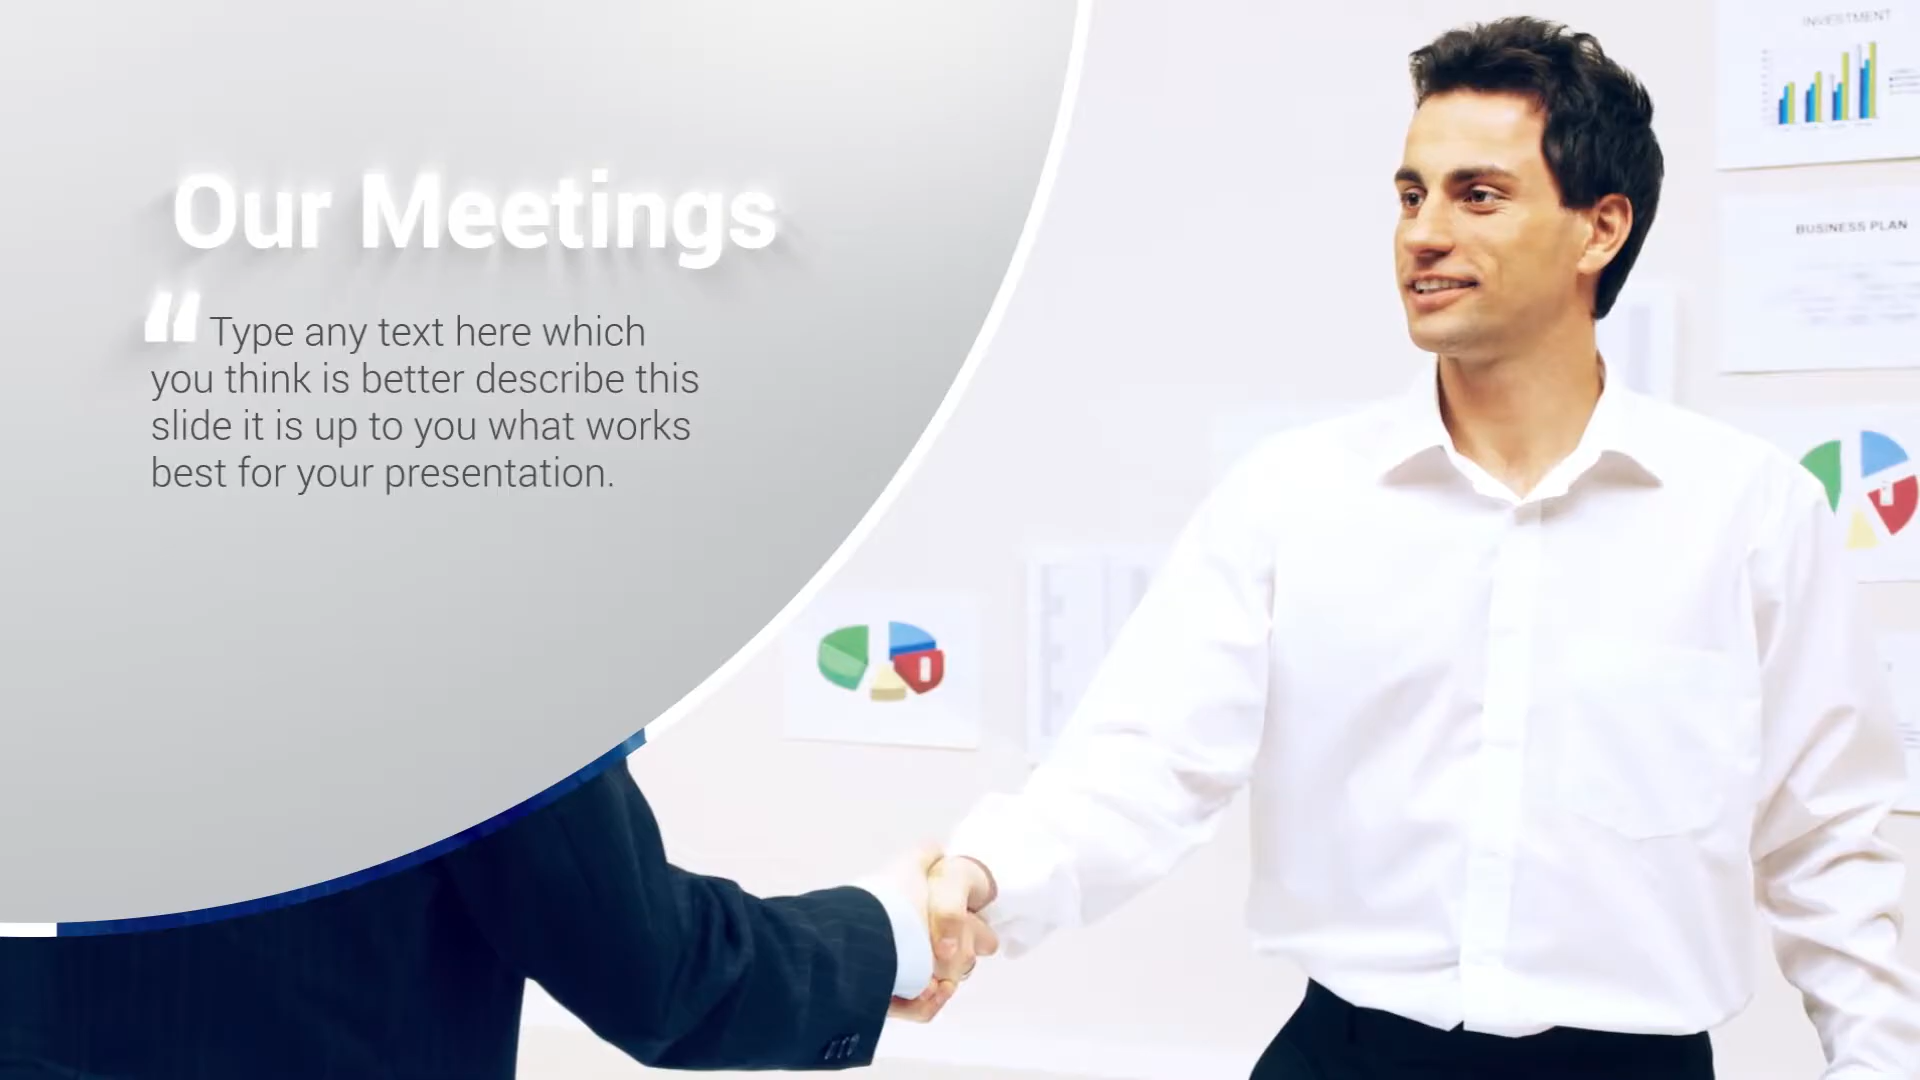 Our Meetings
“ Type any text here which
you think is better describe this
slide it is up to you what works
best for your presentation.
INVESTMENT
BUSINESS PLAN